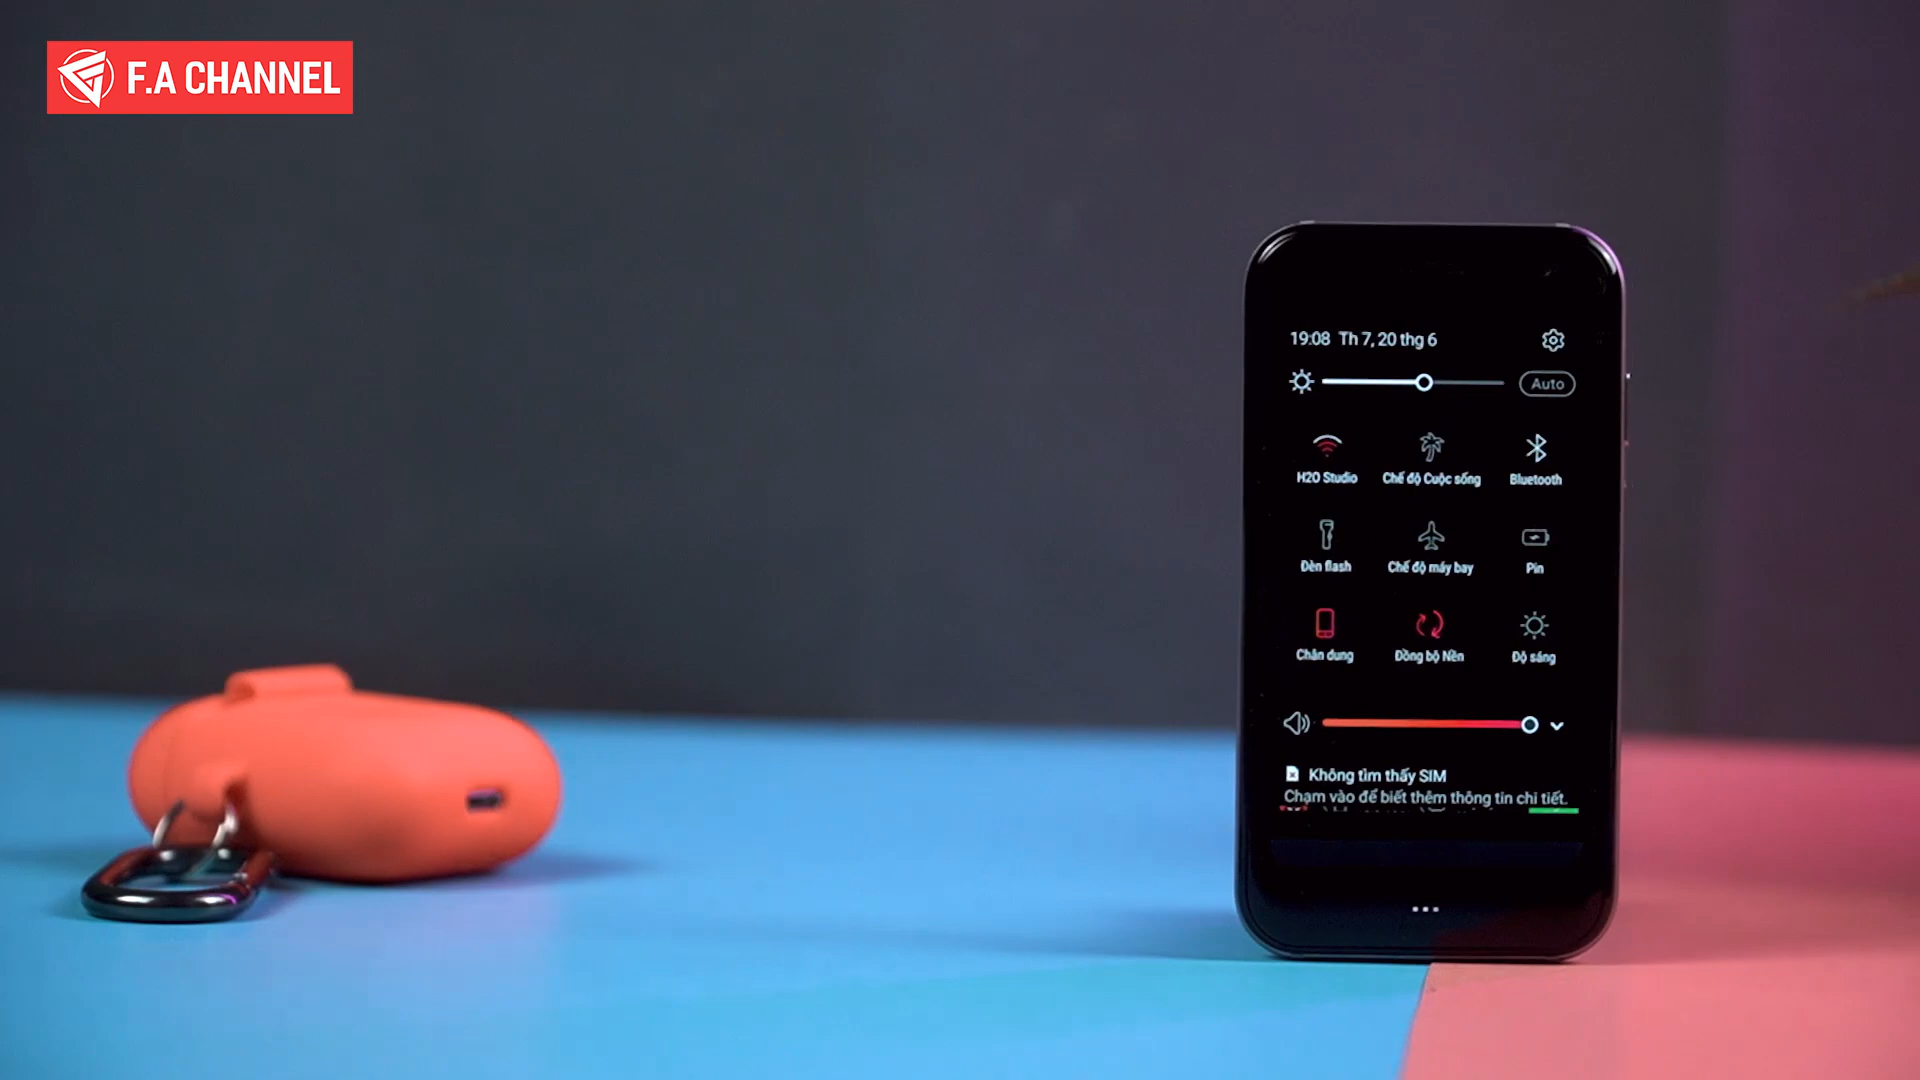 F.A CHANNEL
19:08 Th 7, 20 thg 6
Auto
H2O Studio
Chế độ Cuộc sống
Bluetooth
Đèn flash
Chế độ máy bay
Pin
Chân dung
Đồng bộ Nền
Độ sáng
Không tìm thấy SIM
Chạm vào để biết thêm thông tin chi tiết.